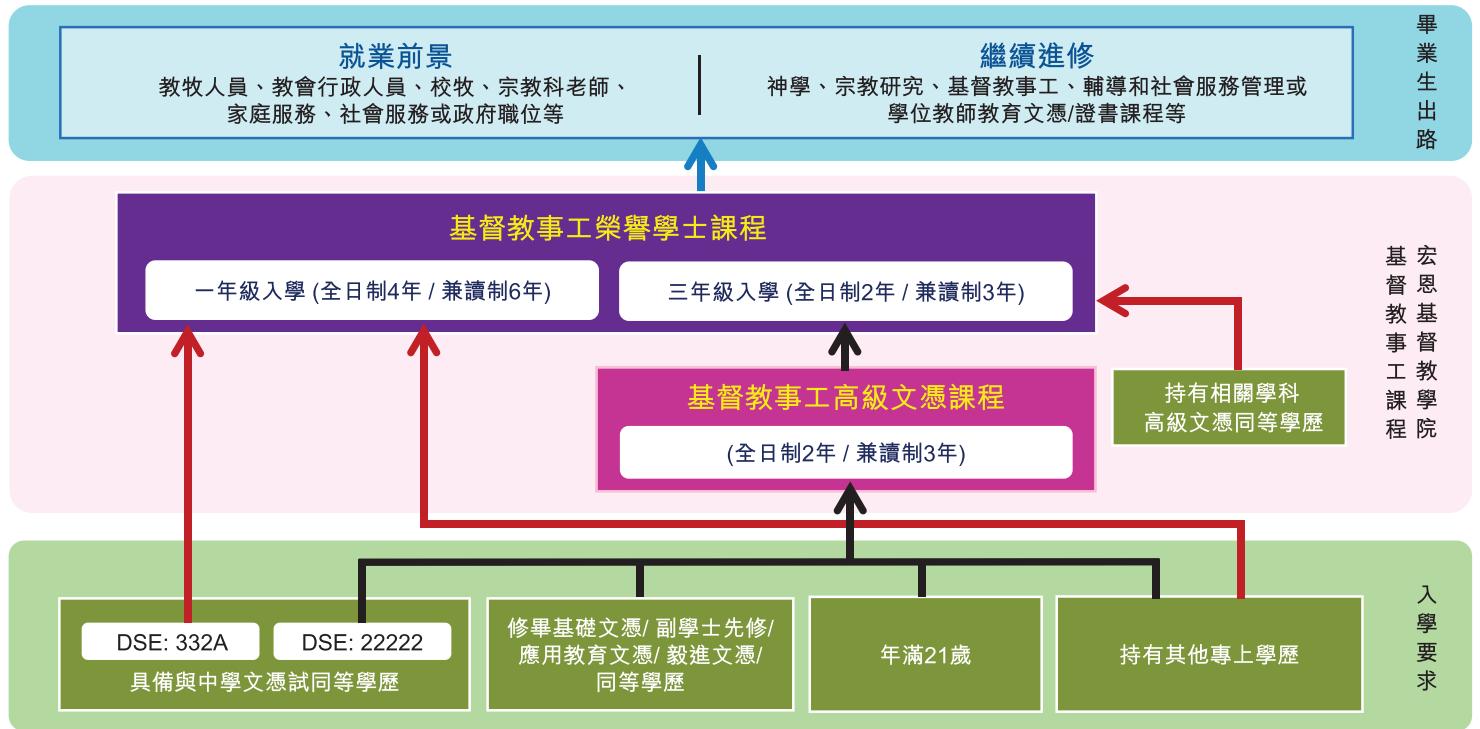 畢業生出路
就業前景
教牧人員、教會行政人員、校牧、宗教科老師、
家庭服務、社會服務或政府職位等
繼續進修
神學、宗教研究、基督教事工、輔導和社會服務管理或
學位教師教育文憑/證書課程等
宏恩基督教學院
基督教事工課程
基督教事工榮譽學士課程
一年級入學 (全日制4年 / 兼讀制6年)
三年級入學 (全日制2年 / 兼讀制3年)
基督教事工高級文憑課程
(全日制2年 / 兼讀制3年)
持有相關學科
高級文憑同等學歷
入學要求
DSE: 332A
DSE: 22222
具備與中學文憑試同等學歷
修畢基礎文憑/ 副學士先修/
應用教育文憑/ 毅進文憑/
同等學歷
年滿21歲
持有其他專上學歷